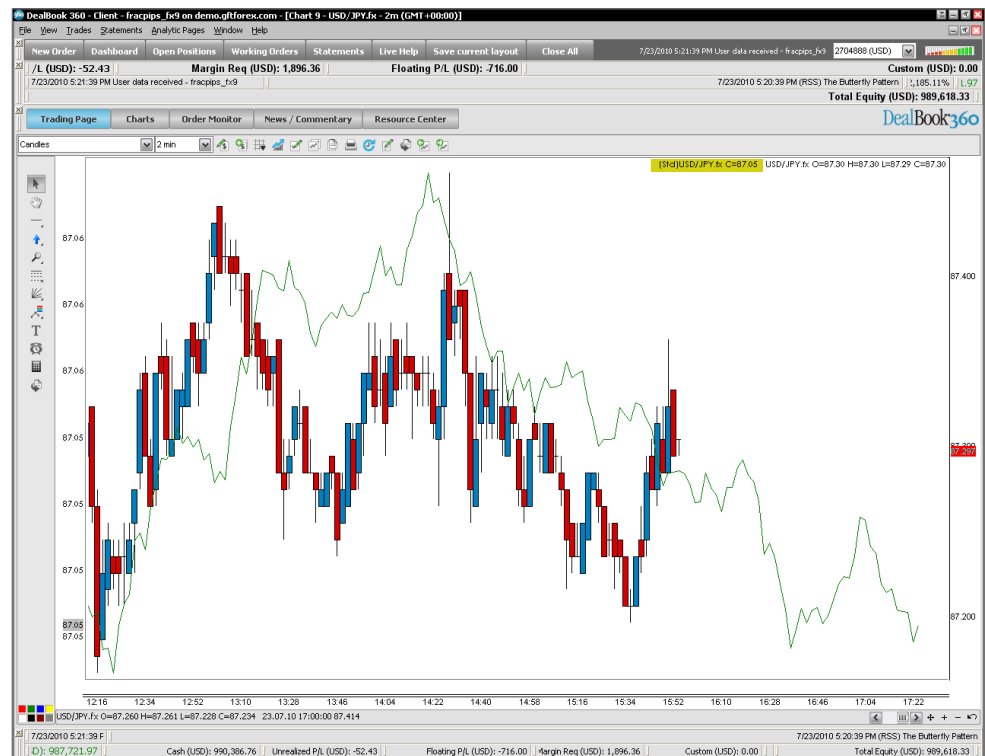 DealBook 360 - Client - fracpips_fx9 on demo.gftforex.com - [Chart 9 - USD/JPY.fx - 2m (GMT+00:00)]
File View Trades Statements Analytic Pages Window Help
New Order Dashboard Open Positions Working Orders Statements Live Help Save current layout Close All 7/23/2010 5:21:39 PM User data received - fracpips_fx9 2704888 (USD)
/L (USD): -52.43 Margin Req (USD): 1,896.36 Floating P/L (USD): -716.00 Custom (USD): 0.00
7/23/2010 5:21:39 PM User data received - fracpips_fx9 7/23/2010 5:20:39 PM (RSS) The Butterfly Pattern ,185.11% 1.97
Total Equity (USD): 989,618.33
Trading Page Charts Order Monitor News / Commentary Resource Center DealBook 360
Candles 2 min
(Std)USD/JPY.fx C=87.05 USD/JPY.fx O=87.30 H=87.30 L=87.29 C=87.30
87.06
87.400
87.06
T
87.06
87.05
87.300
87.297
87.05
87.05
87.05
87.200
87.05
12:16 12:34 12:52 13:10 13:28 13:46 14:04 14:22 14:40 14:58 15:16 15:34 15:52 16:10 16:28 16:46 17:04 17:22
USD/JPY.fx O=87.260 H=87.261 L=87.228 C=87.234 23.07.10 17:00:00 87.414
7/23/2010 5:21:39 F 7/23/2010 5:20:39 PM (RSS) The Butterfly Pattern
D): 987,721.97 Cash (USD): 990,386.76 Unrealized P/L (USD): -52.43 Floating P/L (USD): -716.00 Margin Req (USD): 1,896.36 Custom (USD): 0.00 Total Equity (USD): 989,618.33